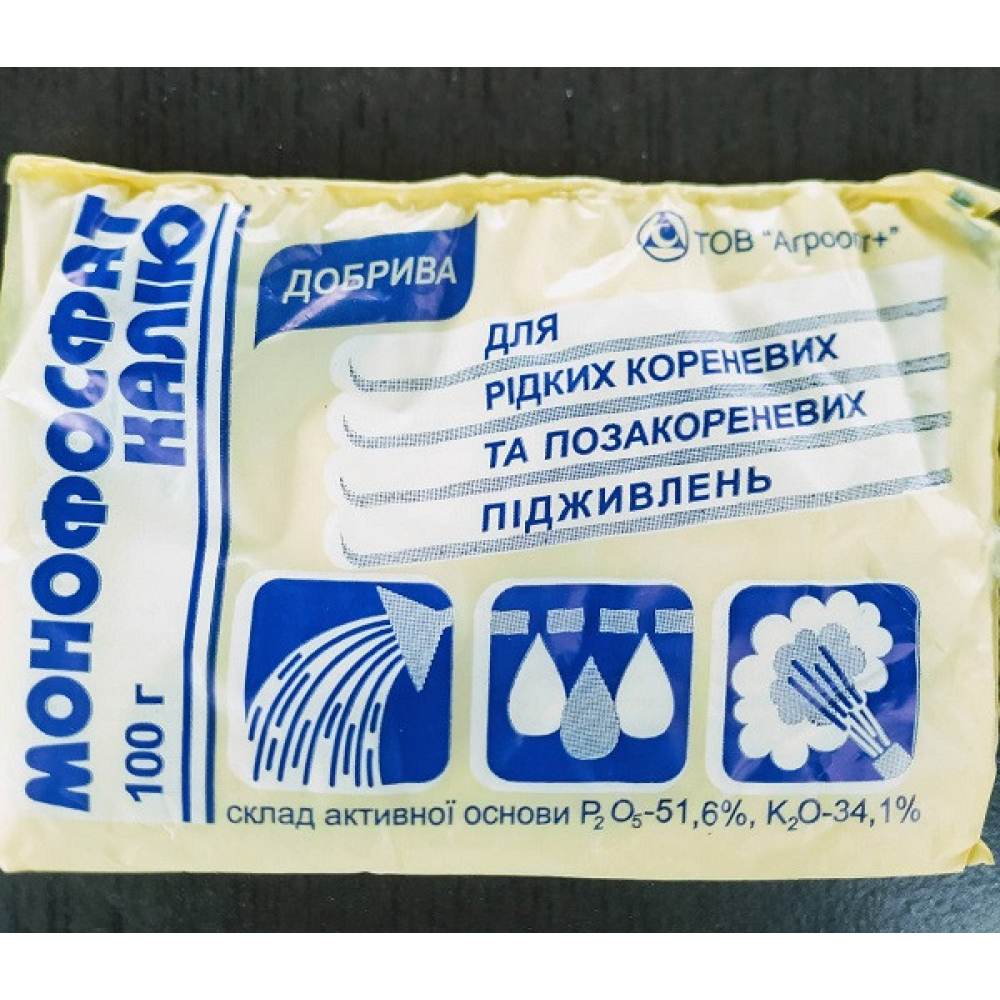 МОНОФОСФАТ
КАЛІЮ
100 г
ДОБРИВА
ТОВ "Агроопт+"
ДЛЯ
РІДКИХ КОРЕНЕВИХ
ТА ПОЗАКОРЕНЕВИХ
ПІДЖИВЛЕНЬ
склад активної основи P₂O₅-51,6%, K₂O-34,1%